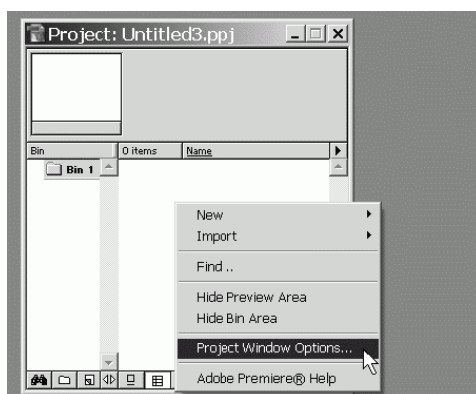 Project: Untitled3.ppj
Bin 0 items Name
Bin 1
New
Import
Find ..
Hide Preview Area
Hide Bin Area
Project Window Options...
Adobe Premiere® Help